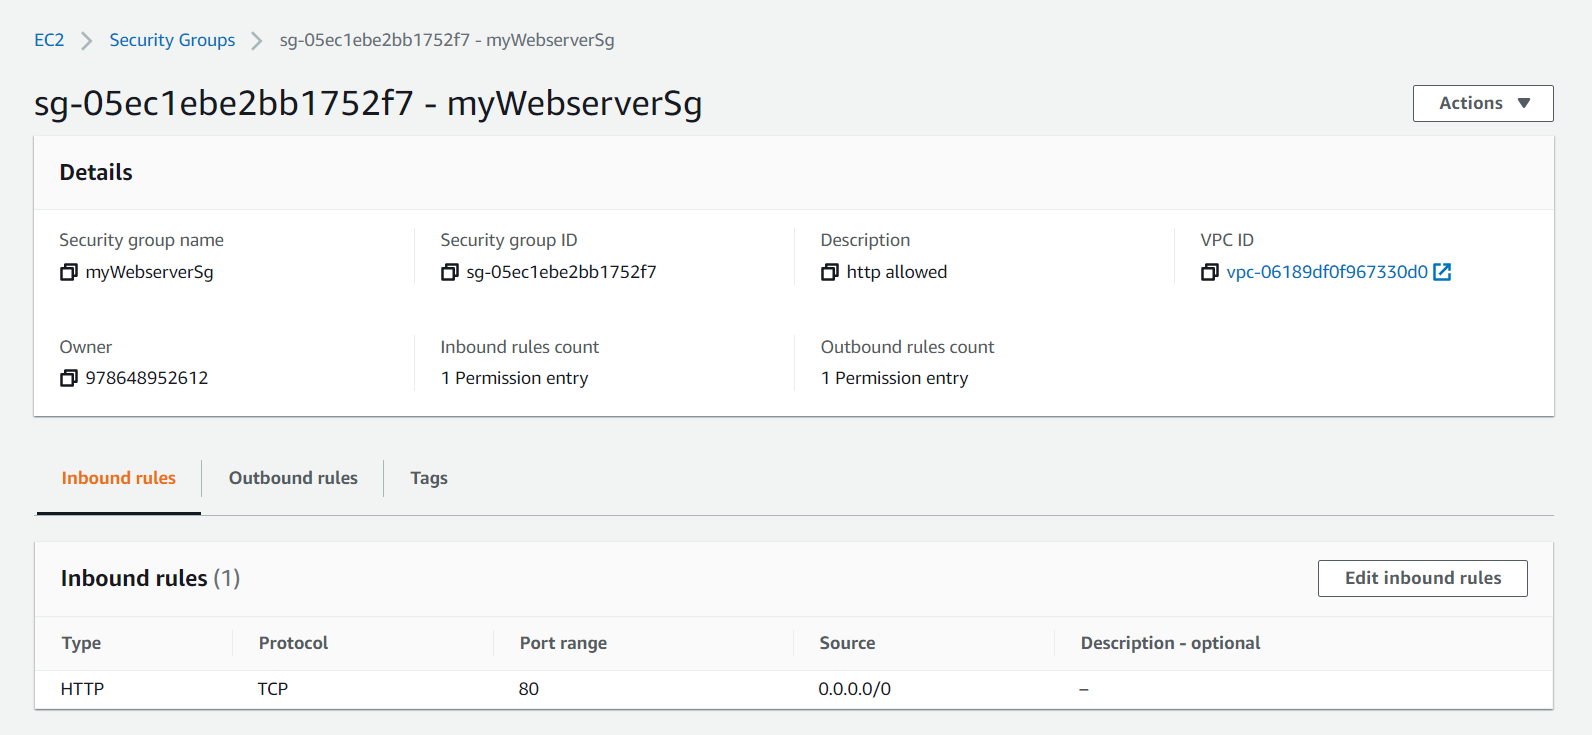 EC2 Security Groups sg-05ec1ebe2bb1752f7 - myWebserverSg
sg-05ec1ebe2bb1752f7 - myWebserverSg Actions
Details
Security group name Security group ID Description VPC ID
myWebserverSg sg-05ec1ebe2bb1752f7 http allowed vpc-06189df0f967330d0
Owner Inbound rules count Outbound rules count
978648952612 1 Permission entry 1 Permission entry
Inbound rules Outbound rules Tags
Inbound rules (1) Edit inbound rules
Type Protocol Port range Source Description - optional
HTTP TCP 80 0.0.0.0/0 –